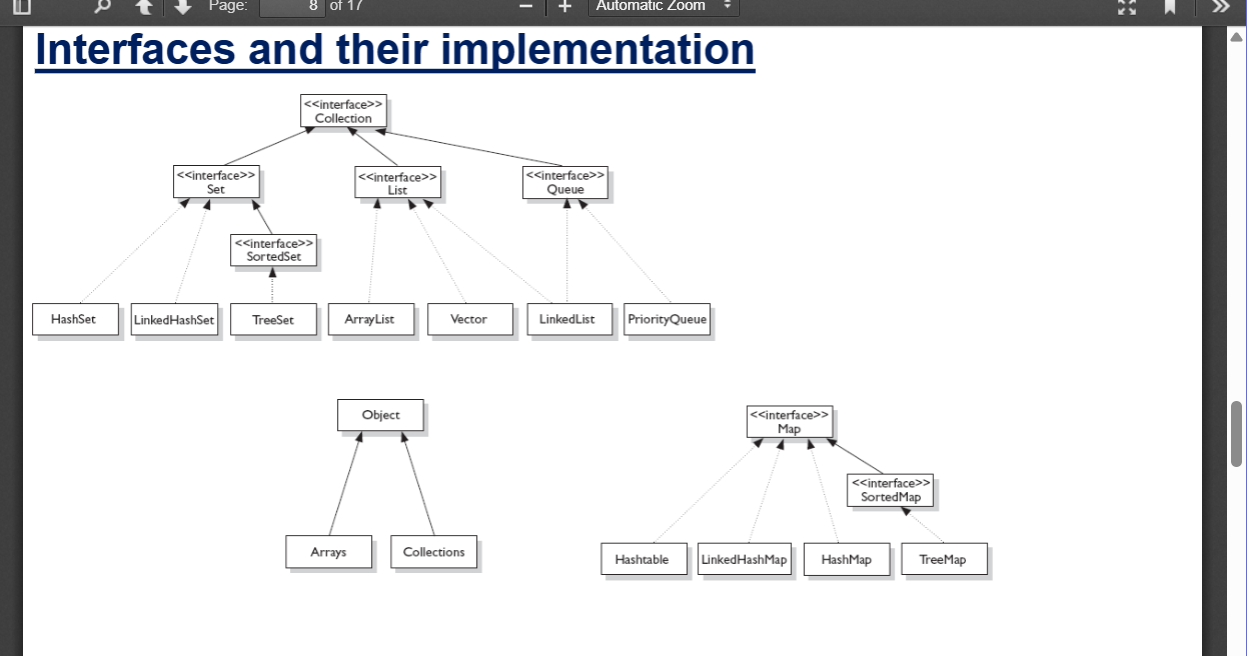 Page: 8 of 17
Automatic Zoom
Interfaces and their implementation
<<interface>>
Collection
<<interface>>
Set
<<interface>>
List
<<interface>>
Queue
<<interface>>
SortedSet
HashSet
LinkedHashSet
TreeSet
ArrayList
Vector
LinkedList
PriorityQueue
Object
Arrays
Collections
<<interface>>
Map
<<interface>>
SortedMap
Hashtable
LinkedHashMap
HashMap
TreeMap